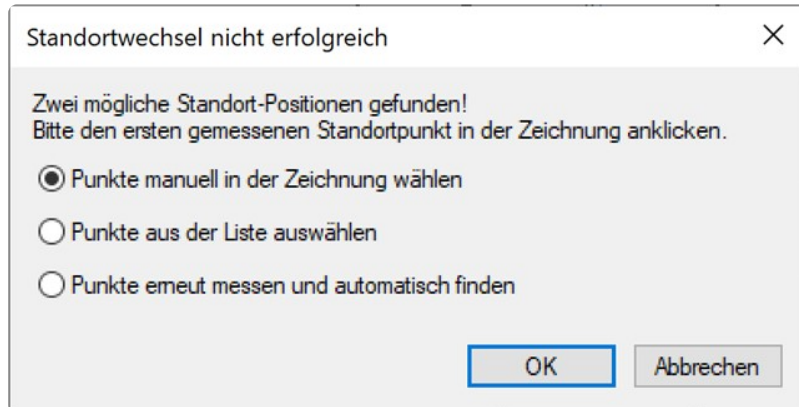 Standortwechsel nicht erfolgreich
Zwei mögliche Standort-Positionen gefunden!
Bitte den ersten gemessenen Standortpunkt in der Zeichnung anklicken.
Punkte manuell in der Zeichnung wählen
Punkte aus der Liste auswählen
Punkte erneut messen und automatisch finden
OK Abbrechen